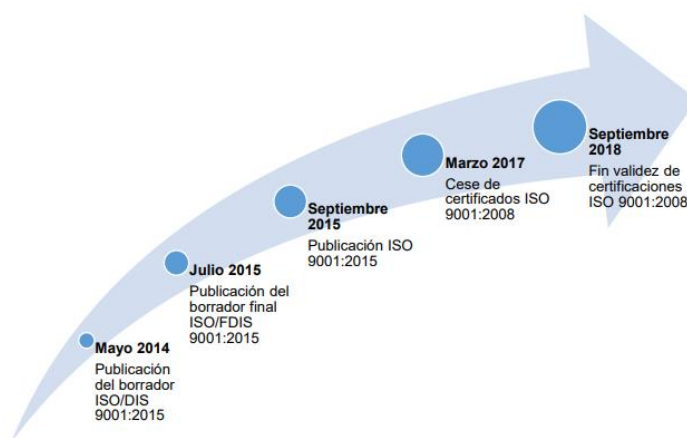 Mayo 2014
Publicación
del borrador
ISO/DIS
9001:2015
Julio 2015
Publicación del
borrador final
ISO/FDIS
9001:2015
Septiembre
2015
Publicación ISO
9001:2015
Marzo 2017
Cese de
certificados ISO
9001:2008
Septiembre
2018
Fin validez de
certificaciones
ISO 9001:2008